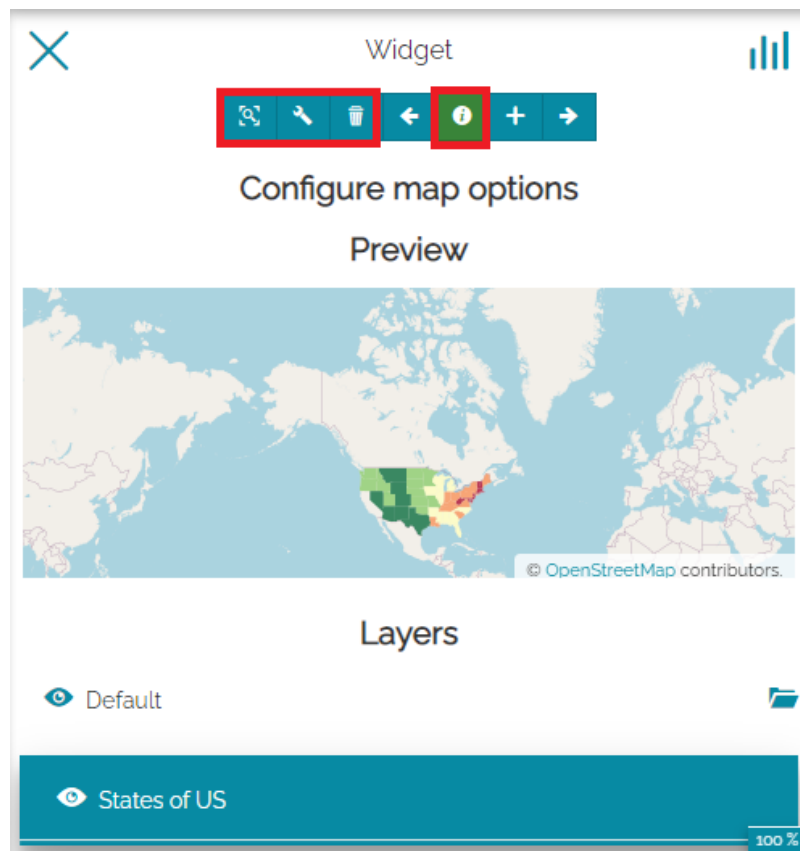 Widget
Configure map options
Preview
© OpenStreetMap contributors.
Layers
Default
States of US
100 %